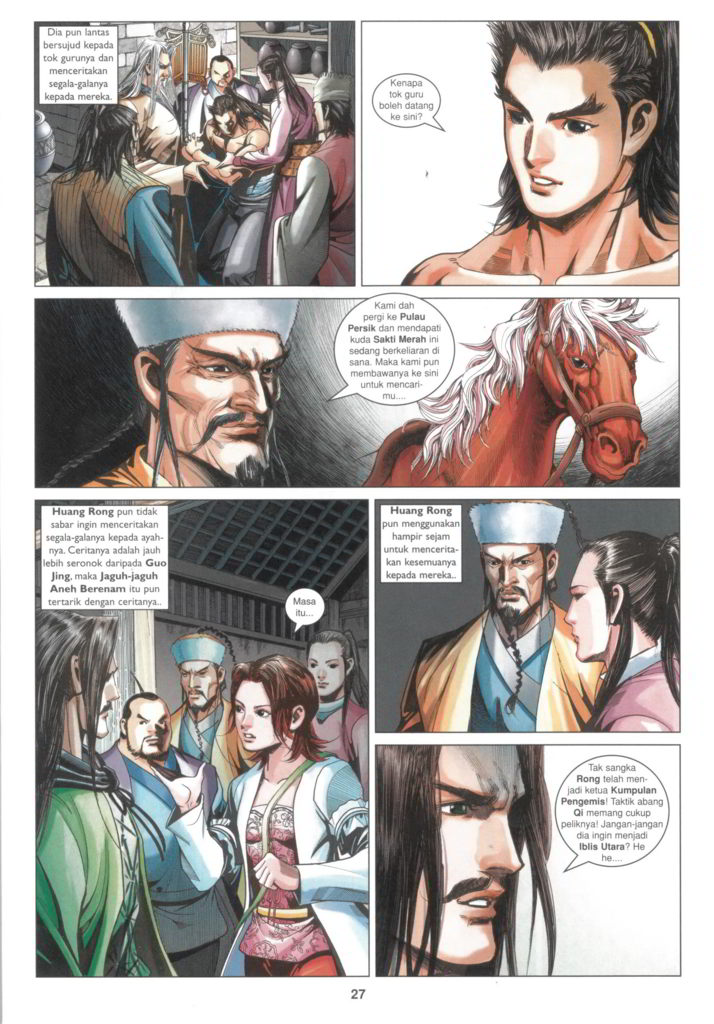 Dia pun lantas
bersujud kepada
tok gurunya dan
menceritakan
segala-galanya
kepada mereka.
Kenapa
tok guru
boleh datang
ke sini?
Kami dah
pergi ke Pulau
Persik dan mendapati
kuda Sakti Merah ini
sedang berkeliaran di
sana. Maka kami pun
membawanya ke sini
untuk mencari-
mu....
Huang Rong pun tidak
sabar ingin menceritakan
segala-galanya kepada ayah-
nya. Ceritanya adalah jauh
lebih seronok daripada Guo
Jing, maka Jaguh-jaguh
Aneh Berenam itu pun
tertarik dengan ceritanya..
Masa
itu...
Huang Rong
pun menggunakan
hampir sejam
untuk mencerita-
kan kesemuanya
kepada mereka..
Tak sangka
Rong telah men-
jadi ketua Kumpulan
Pengemis! Taktik abang
Qi memang cukup
peliknya! Jangan-jangan
dia ingin menjadi
Iblis Utara? He
he....
27